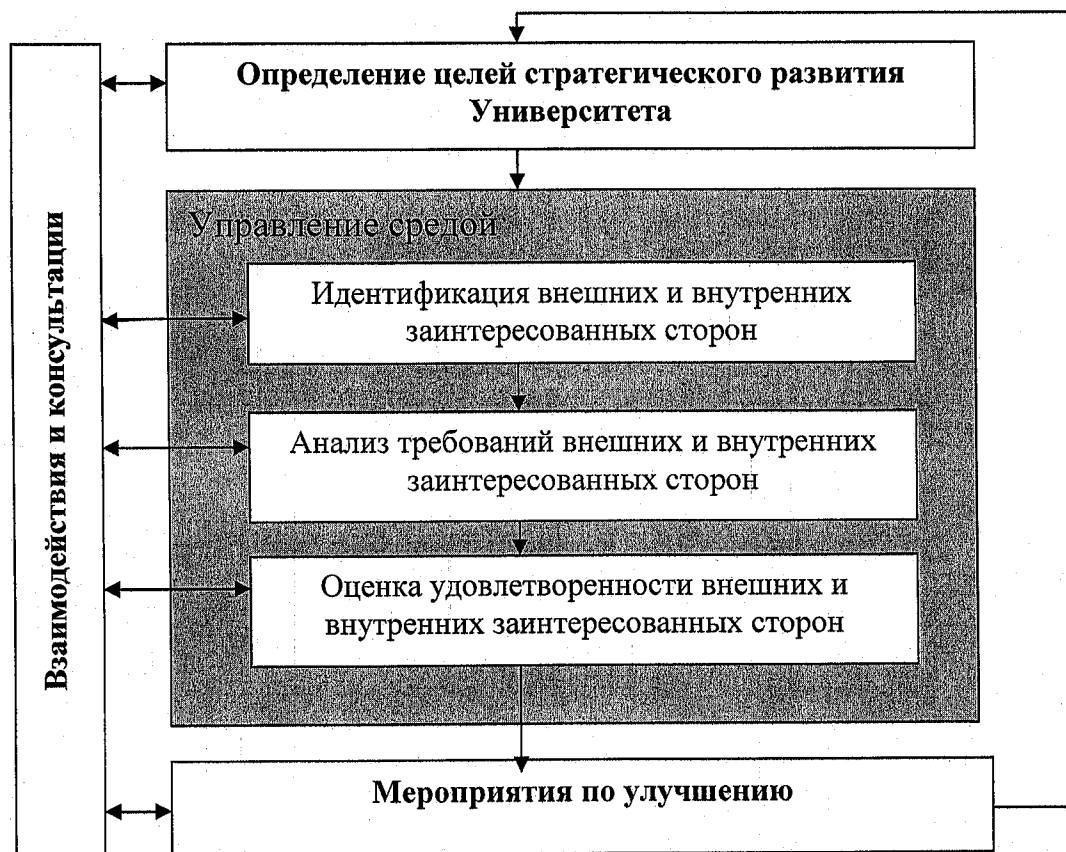 Определение целей стратегического развития
Университета
Управление средой
Идентификация внешних и внутренних
заинтересованных сторон
Анализ требований внешних и внутренних
заинтересованных сторон
Оценка удовлетворенности внешних и
внутренних заинтересованных сторон
Мероприятия по улучшению
Взаимодействия и консультации